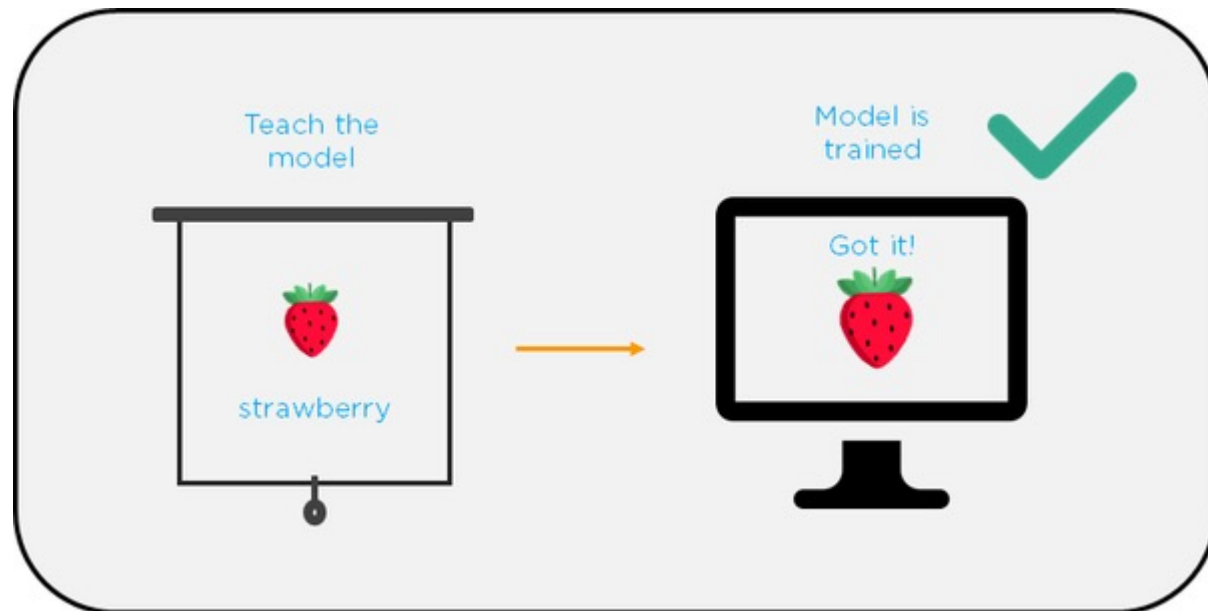 Teach the
model
strawberry
Model is
trained
Got it!